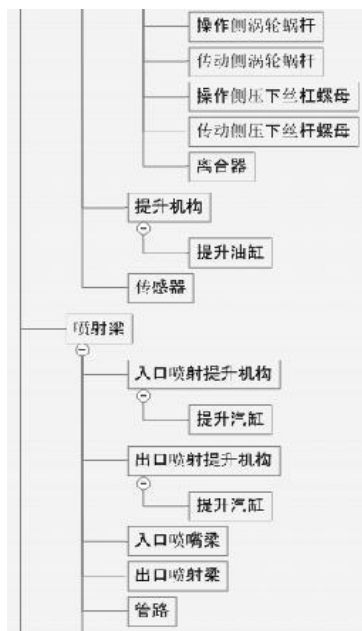 操作侧涡轮蜗杆
传动侧涡轮蜗杆
操作侧压下丝杠螺母
传动侧压下丝杆螺母
离合器
提升机构
提升油缸
传感器
喷射梁
入口喷射提升机构
提升汽缸
出口喷射提升机构
提升汽缸
入口喷嘴梁
出口喷射梁
管路